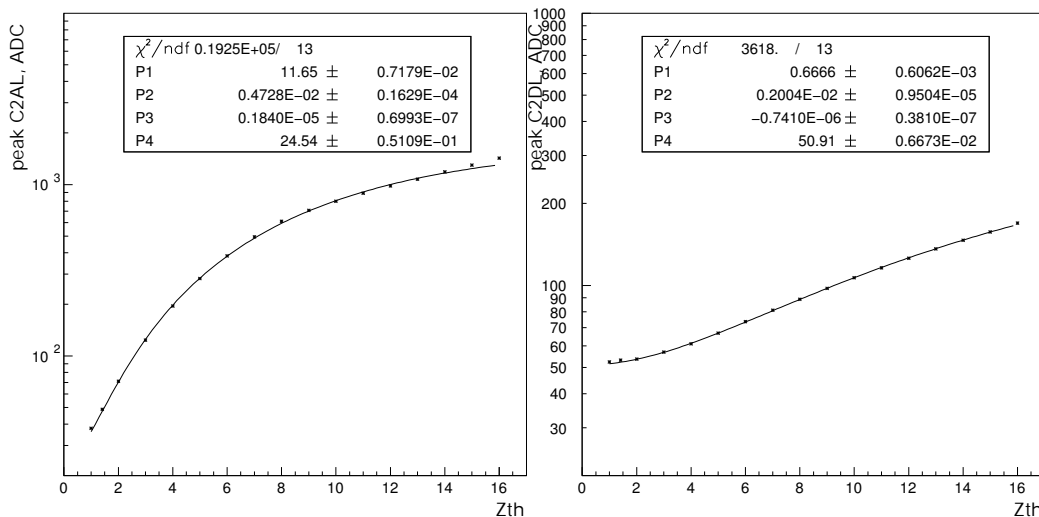 peak C2AL, ADC
χ²/ndf 0.1925E+05/ 13
P1 11.65 ± 0.7179E-02
P2 0.4728E-02 ± 0.1629E-04
P3 0.1840E-05 ± 0.6993E-07
P4 24.54 ± 0.5109E-01
10 3
10 2
0 2 4 6 8 10 12 14 16
Zth
peak C2DL, ADC
χ²/ndf 3618. / 13
P1 0.6666 ± 0.6062E-03
P2 0.2004E-02 ± 0.9504E-05
P3 -0.7410E-06 ± 0.3810E-07
P4 50.91 ± 0.6673E-02
1000
900
800
700
600
500
400
300
200
100
90
80
70
60
50
40
30
0 2 4 6 8 10 12 14 16
Zth